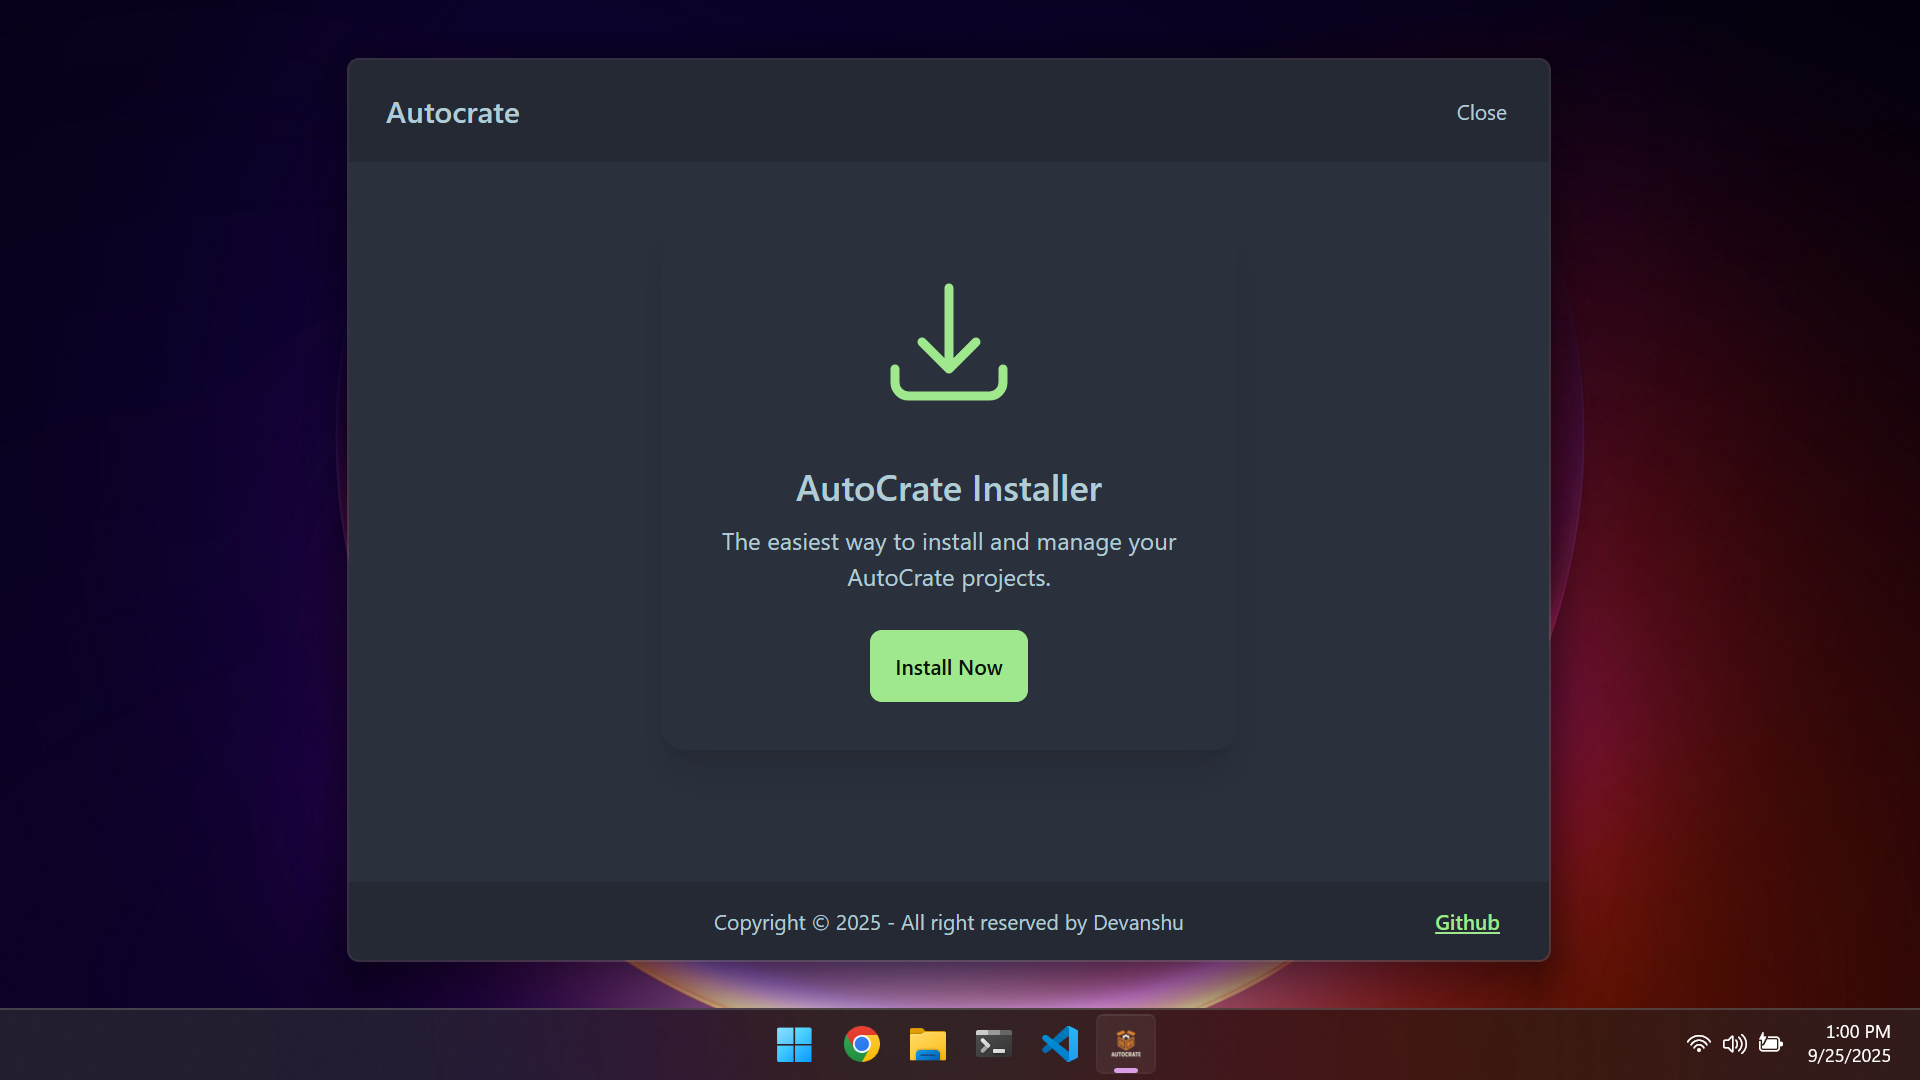 Autocrate
Close
AutoCrate Installer
The easiest way to install and manage your
AutoCrate projects.
Install Now
Copyright © 2025 - All right reserved by Devanshu
Github
AUTOCRATE
1:00 PM
9/25/2025